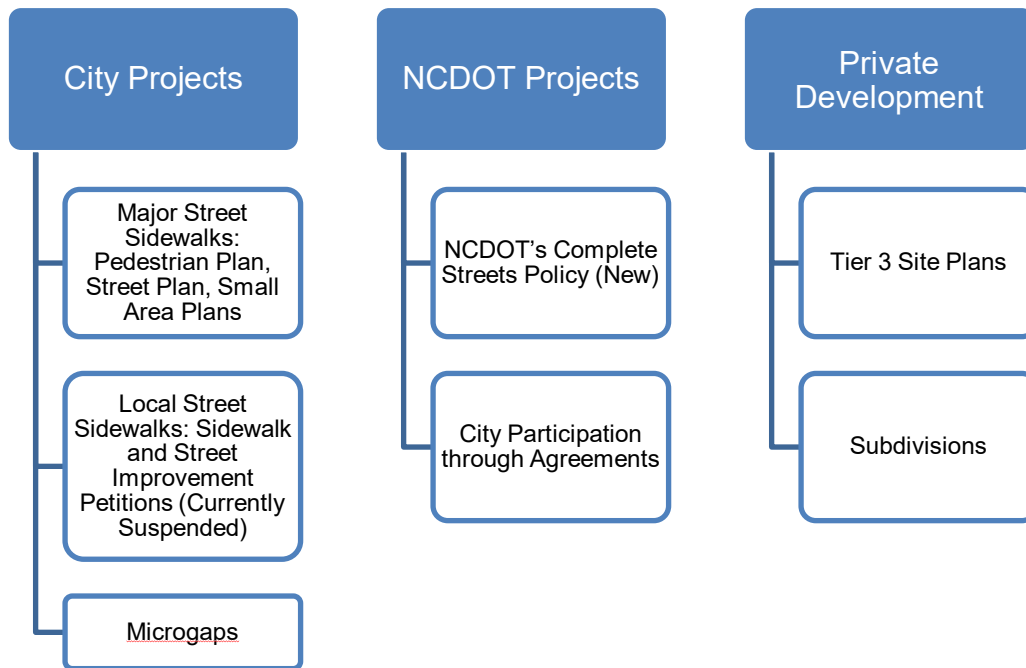 City Projects
Major Street
Sidewalks:
Pedestrian Plan,
Street Plan, Small
Area Plans
Local Street
Sidewalks: Sidewalk
and Street
Improvement
Petitions (Currently
Suspended)
Microgaps
NCDOT Projects
NCDOT’s Complete
Streets Policy (New)
City Participation
through Agreements
Private
Development
Tier 3 Site Plans
Subdivisions